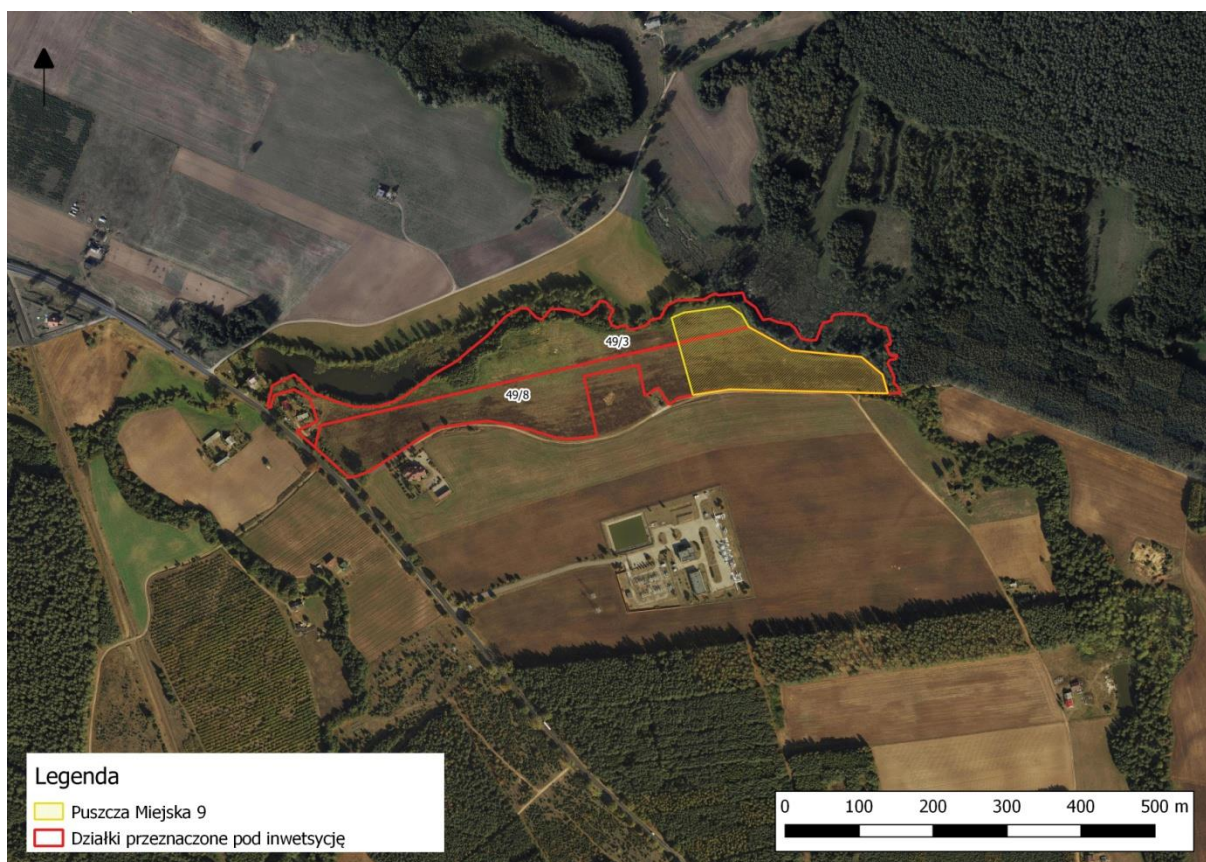 49/3
49/8
Legenda
Puszcza Miejska 9
Działki przeznaczone pod inwetsycję
0 100 200 300 400 500 m